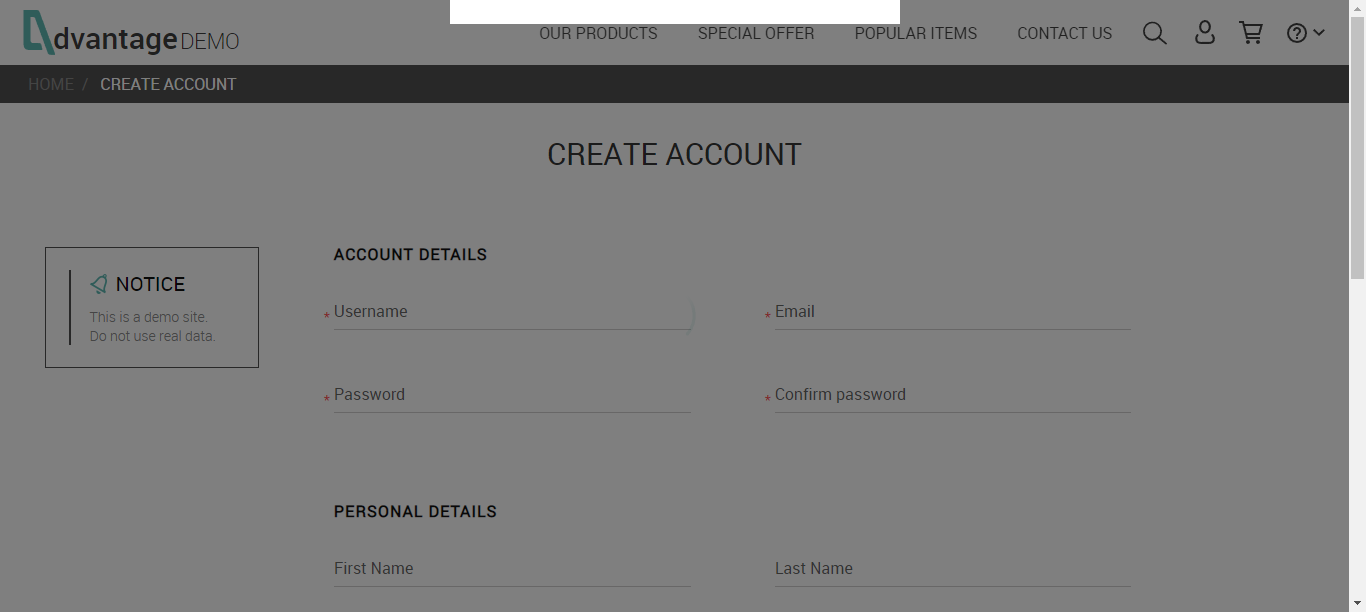 dvantage DEMO
OUR PRODUCTS SPECIAL OFFER POPULAR ITEMS CONTACT US
HOME / CREATE ACCOUNT
CREATE ACCOUNT
NOTICE
This is a demo site.
Do not use real data.
ACCOUNT DETAILS
* Username * Email
* Password * Confirm password
PERSONAL DETAILS
First Name Last Name